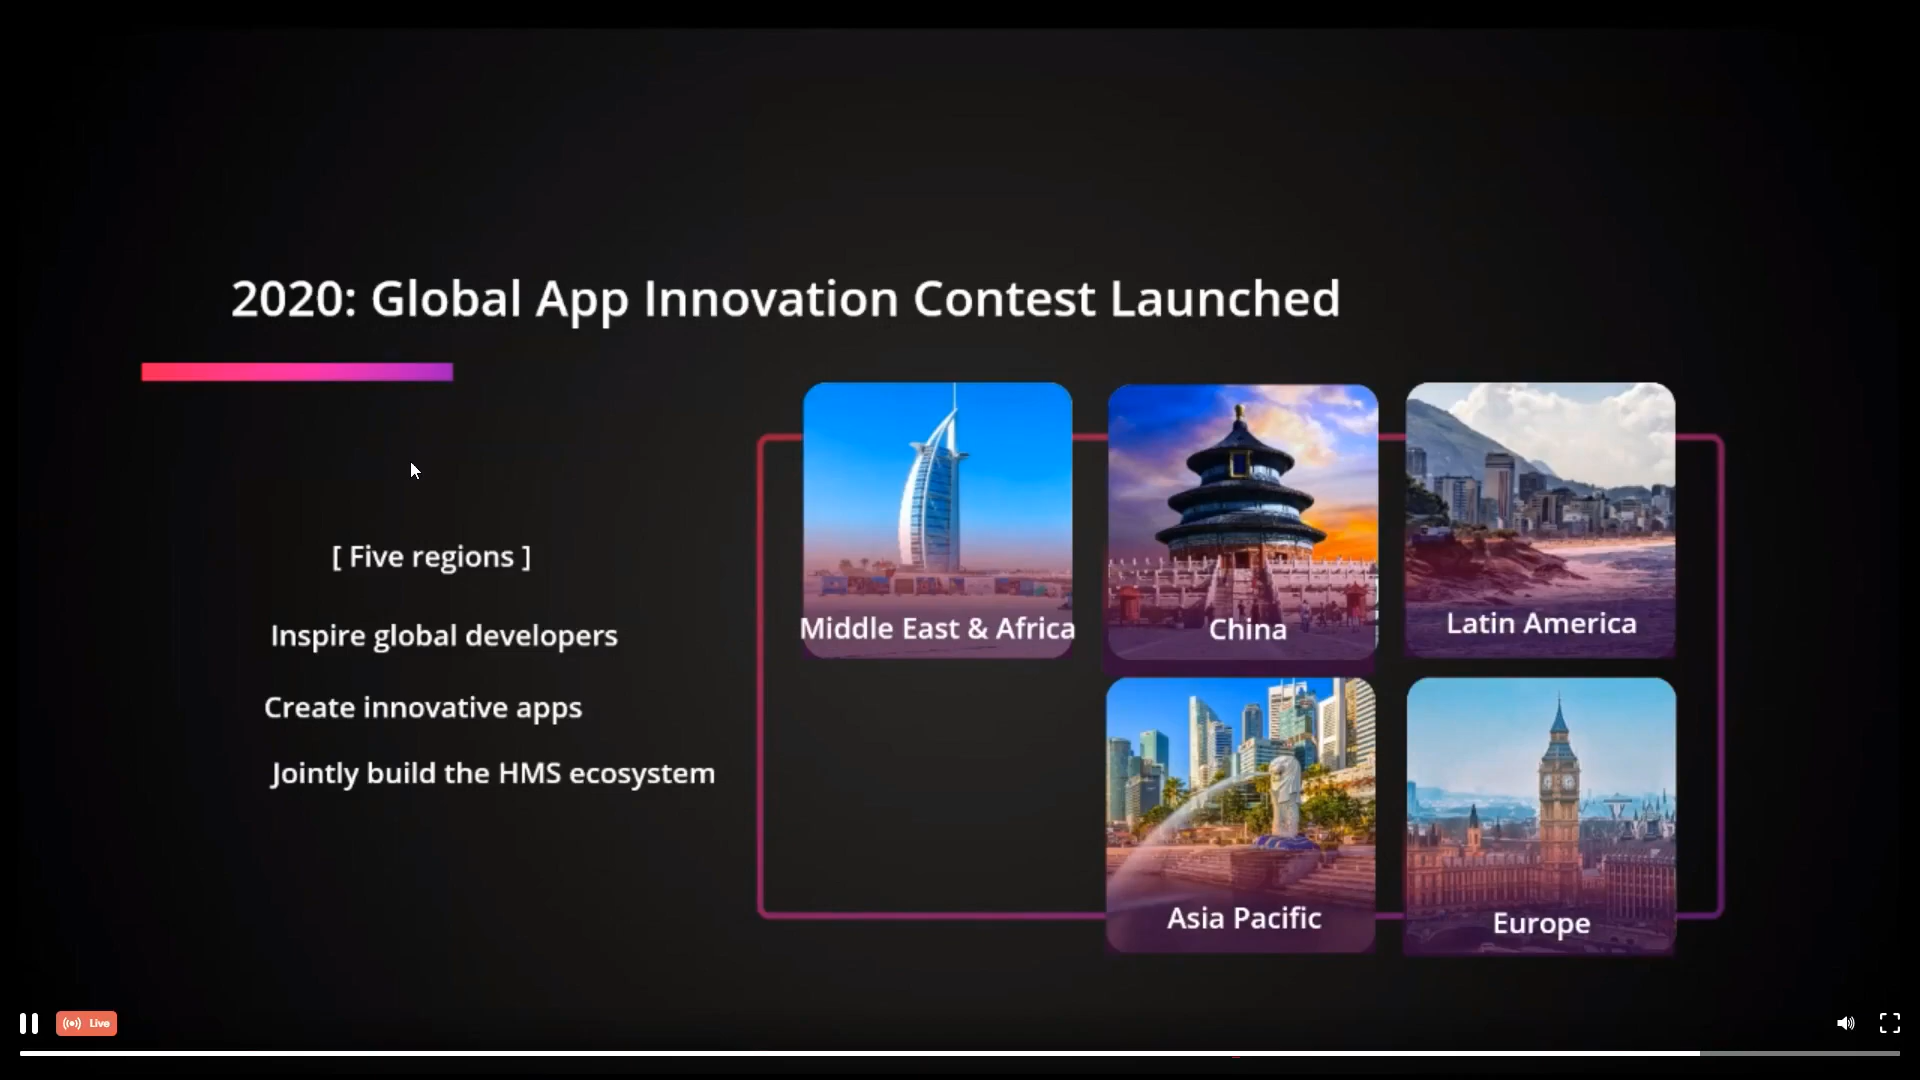 2020: Global App Innovation Contest Launched
[ Five regions ]
Inspire global developers
Create innovative apps
Jointly build the HMS ecosystem
Middle East & Africa
China
Latin America
Asia Pacific
Europe
Live